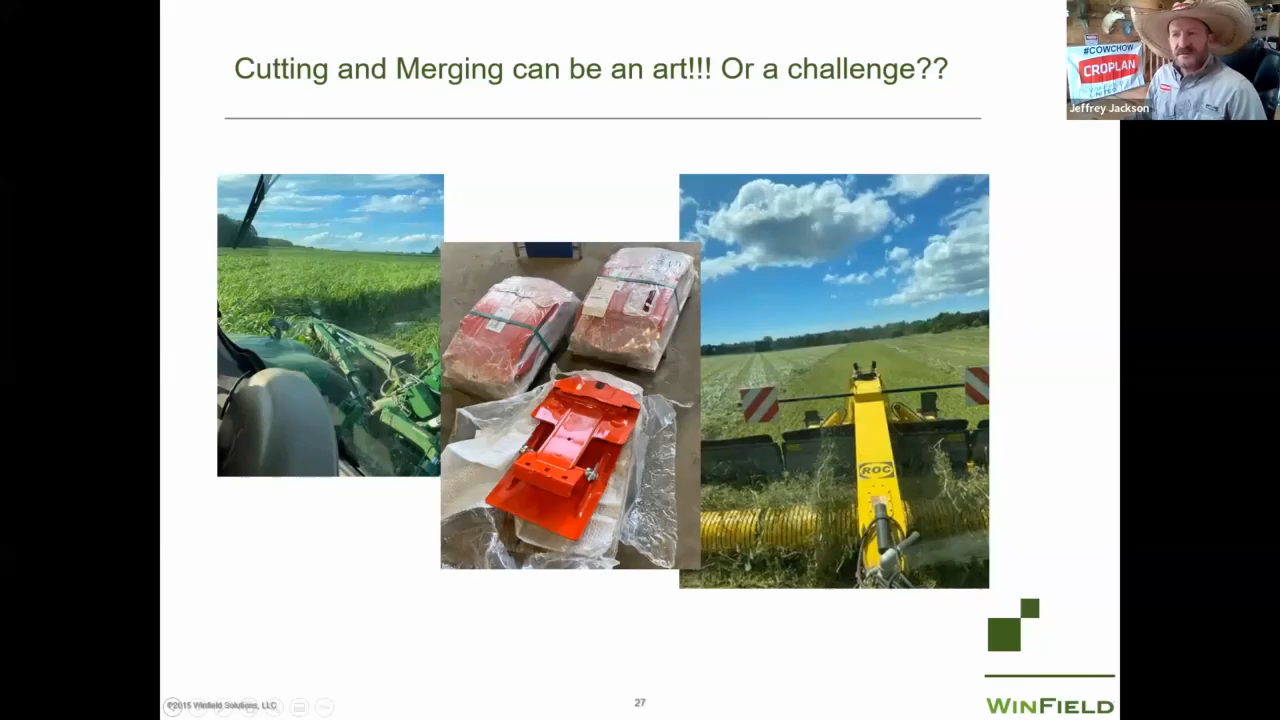 Cutting and Merging can be an art!!! Or a challenge??
#COWCHOW
CROPLAN
Jeffrey Jackson
ROC
©2015 Winfield Solutions, LLC
27
WINFIELD